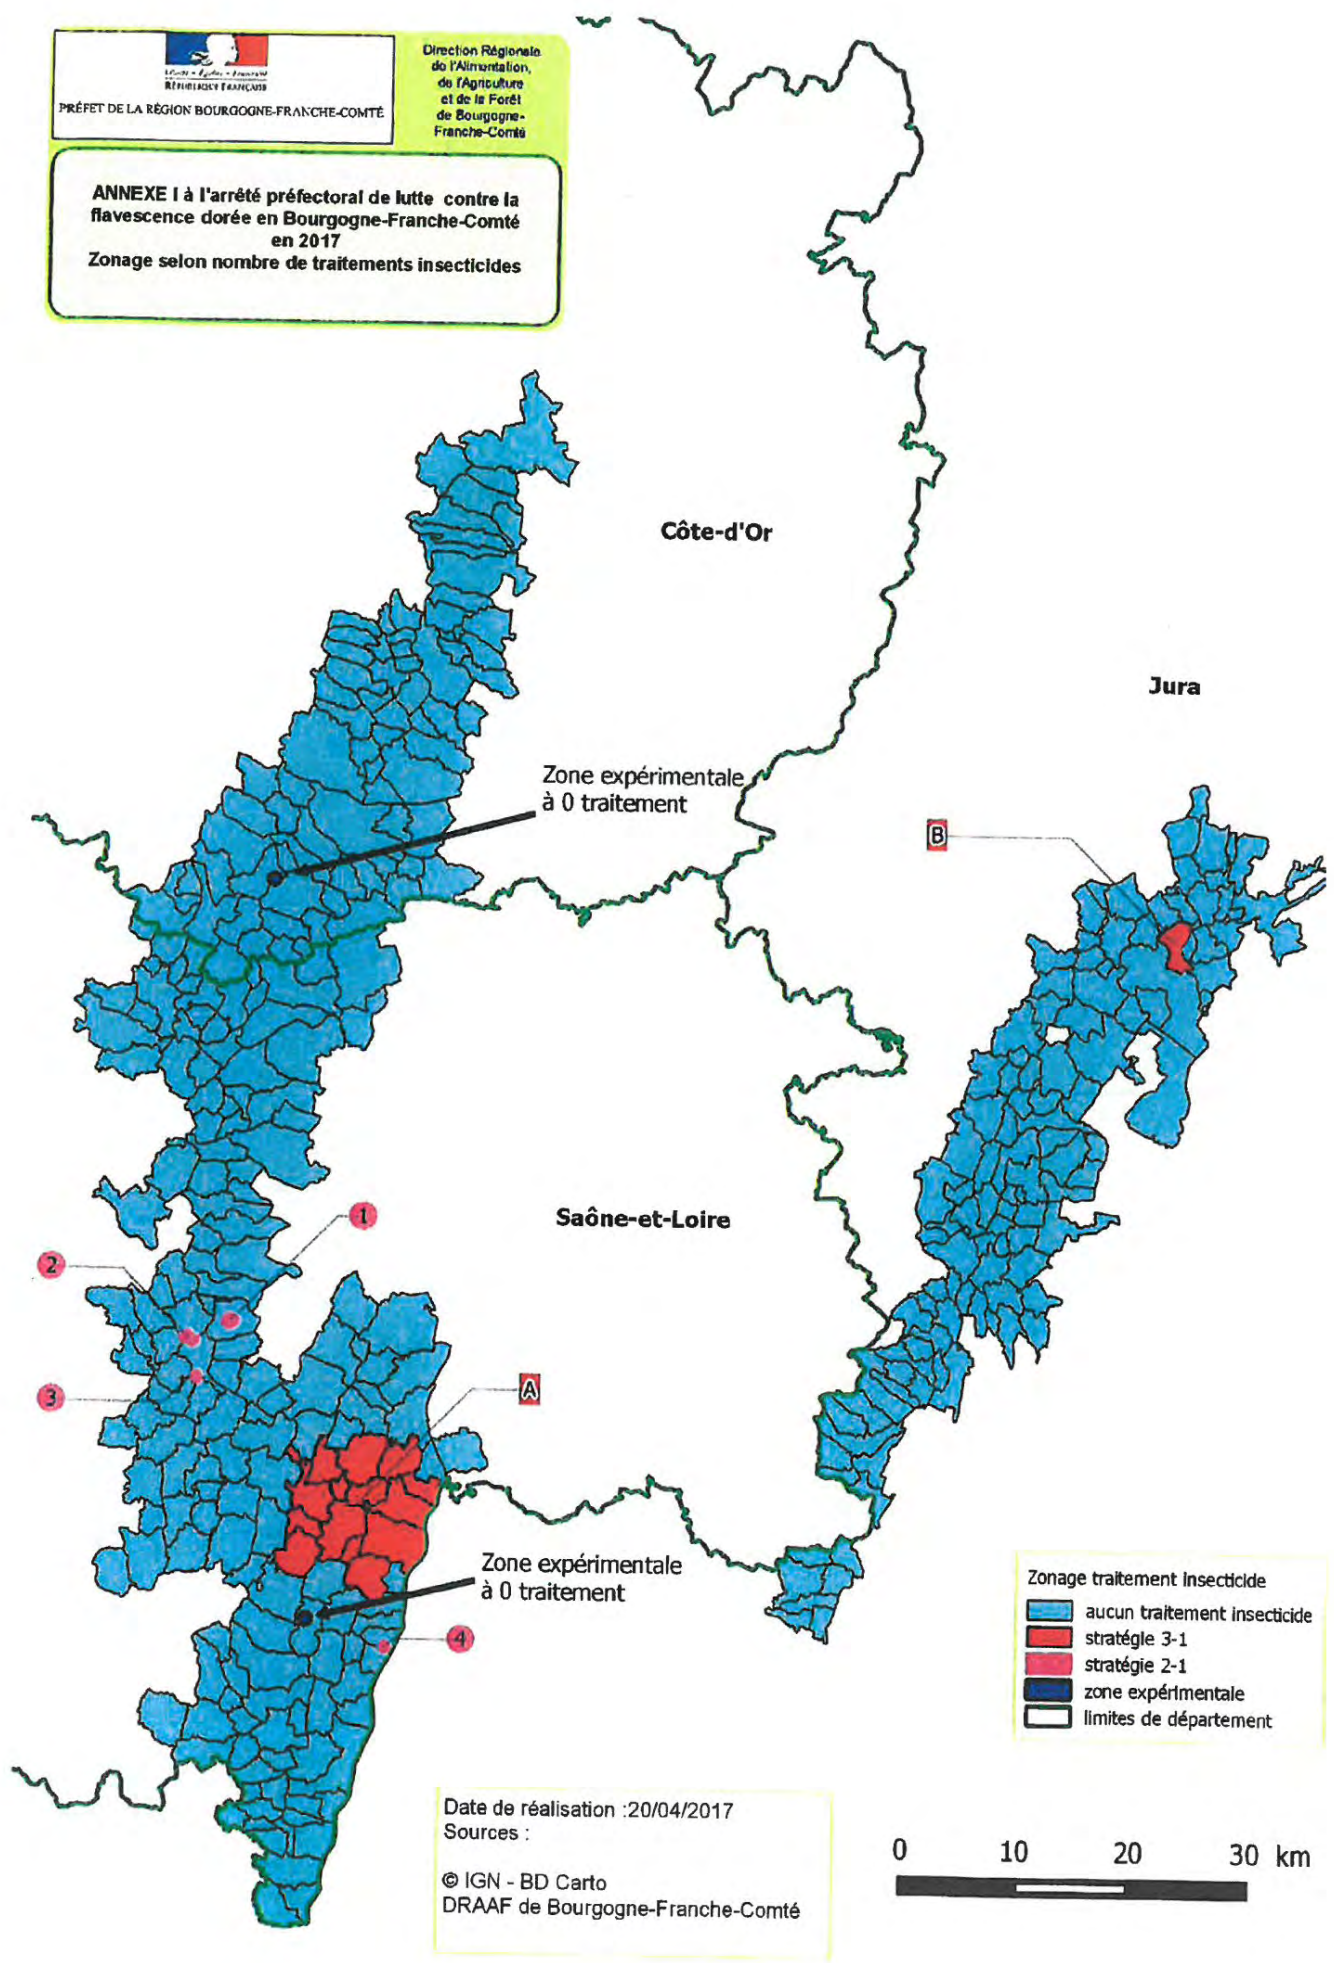 RÉPUBLIQUE FRANÇAISE
PRÉFET DE LA RÉGION BOURGOGNE-FRANCHE-COMTÉ
Direction Régionale
de l'Alimentation,
de l'Agriculture
et de la Forêt
de Bourgogne-
Franche-Comté
ANNEXE I à l'arrêté préfectoral de lutte contre la
flavescence dorée en Bourgogne-Franche-Comté
en 2017
Zonage selon nombre de traitements insecticides
Côte-d'Or
Jura
Zone expérimentale
à 0 traitement
B
Saône-et-Loire
1
2
3
A
Zone expérimentale
à 0 traitement
4
Zonage traitement insecticide
aucun traitement insecticide
stratégie 3-1
stratégie 2-1
zone expérimentale
limites de département
Date de réalisation :20/04/2017
Sources :
© IGN - BD Carto
DRAAF de Bourgogne-Franche-Comté
0 10 20 30 km